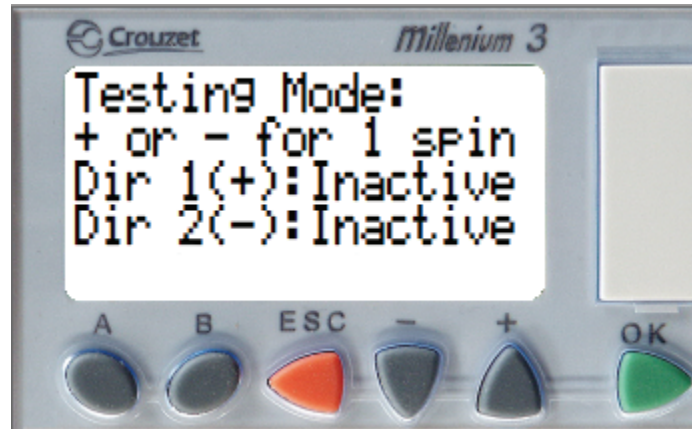 Crouzet Millenium 3
Testing Mode:
+ or - for 1 spin
Dir 1(+):Inactive
Dir 2(-):Inactive
A B ESC - + OK